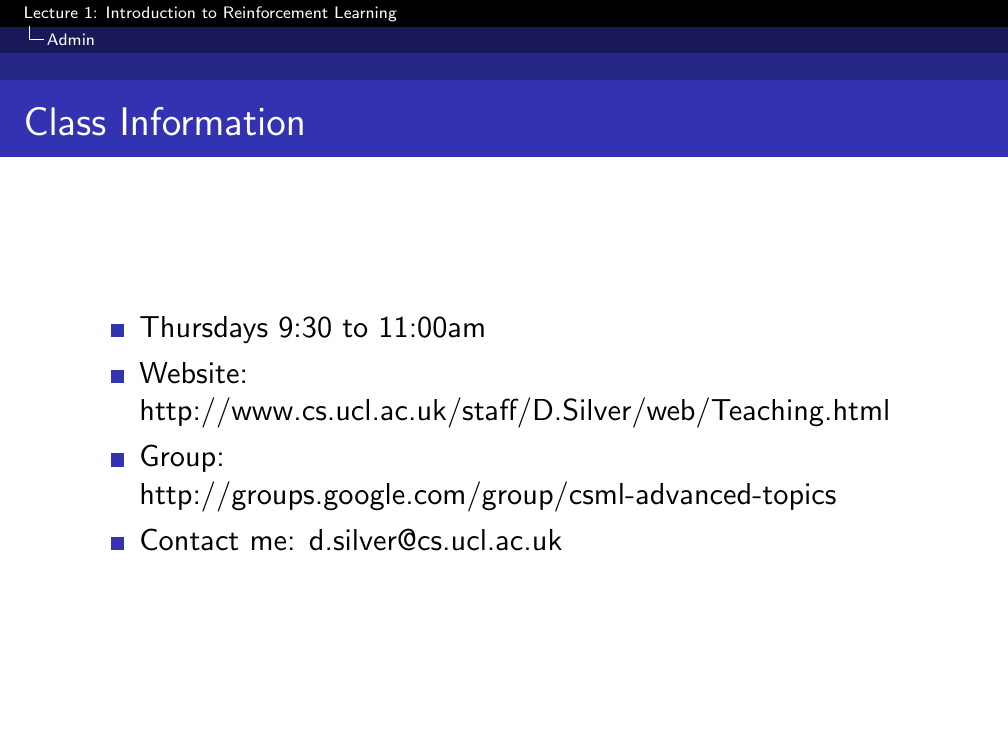 Lecture 1: Introduction to Reinforcement Learning
Admin
Class Information
Thursdays 9:30 to 11:00am
Website:
http://www.cs.ucl.ac.uk/staff/D.Silver/web/Teaching.html
Group:
http://groups.google.com/group/csml-advanced-topics
Contact me: d.silver@cs.ucl.ac.uk